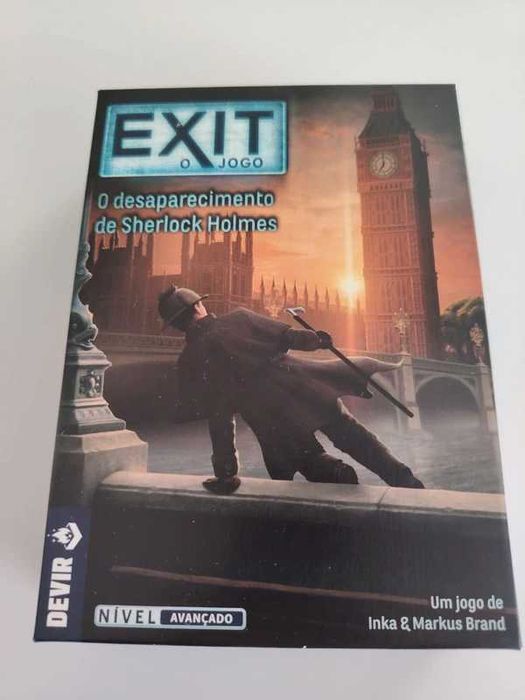 EXIT
O JOGO
O desaparecimento
de Sherlock Holmes
DEVIR
NÍVEL AVANÇADO
Um jogo de
Inka & Markus Brand